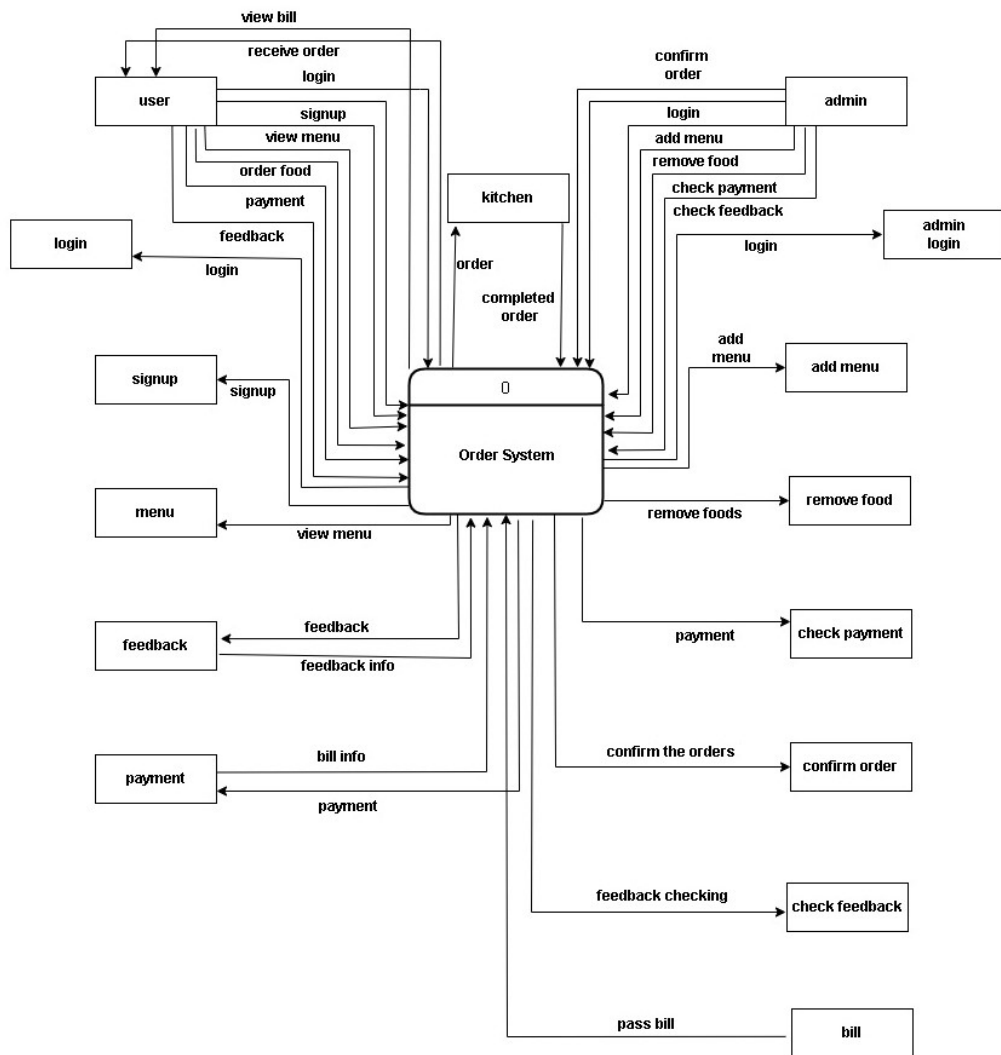 view bill
receive order
confirm
order
login
user
admin
signup
login
view menu
add menu
order food
remove food
payment
kitchen
check payment
check feedback
feedback
login
admin
login
login
login
order
completed
order
add
menu
signup
signup
0
add menu
Order System
menu
view menu
remove foods
remove food
feedback
feedback
feedback info
payment
check payment
bill info
payment
payment
confirm the orders
confirm order
feedback checking
check feedback
pass bill
bill